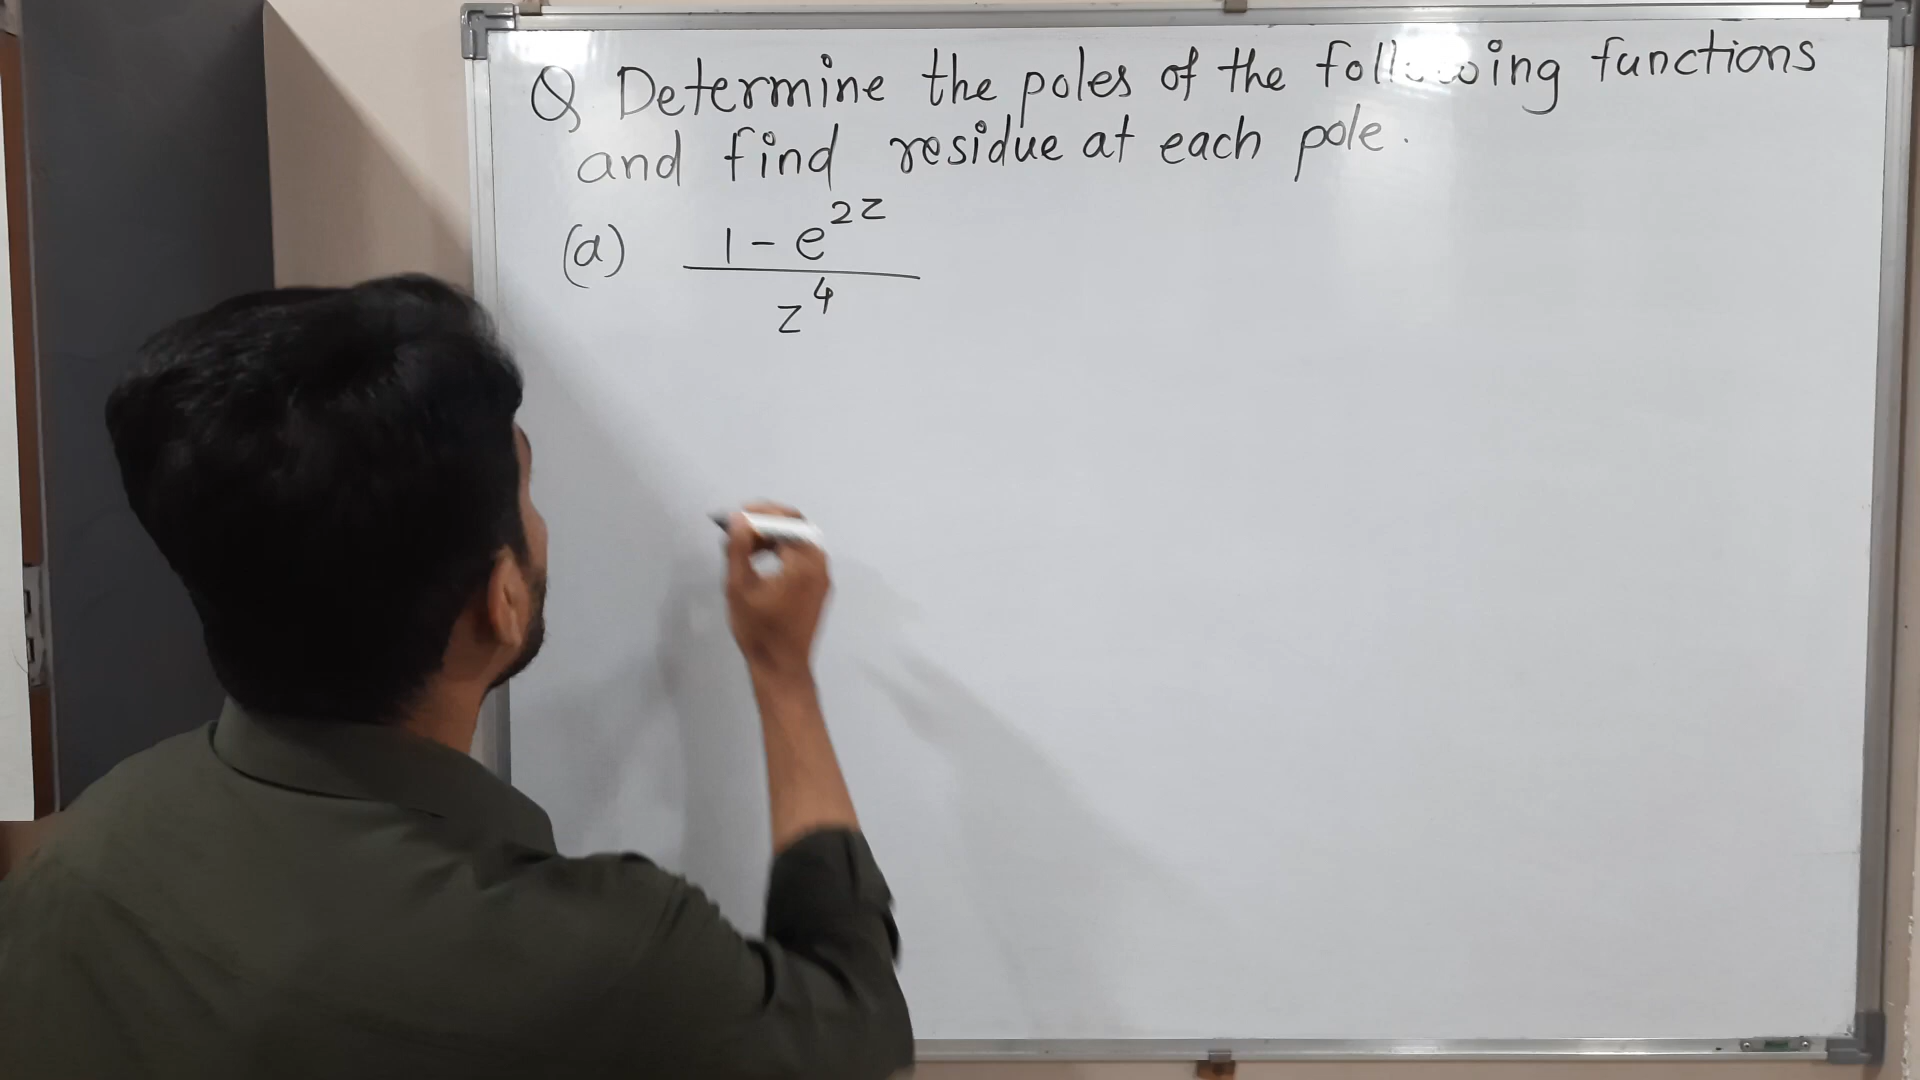 Q Determine the poles of the following functions
and find residue at each pole.
(a) 1 - e^2z
z^4